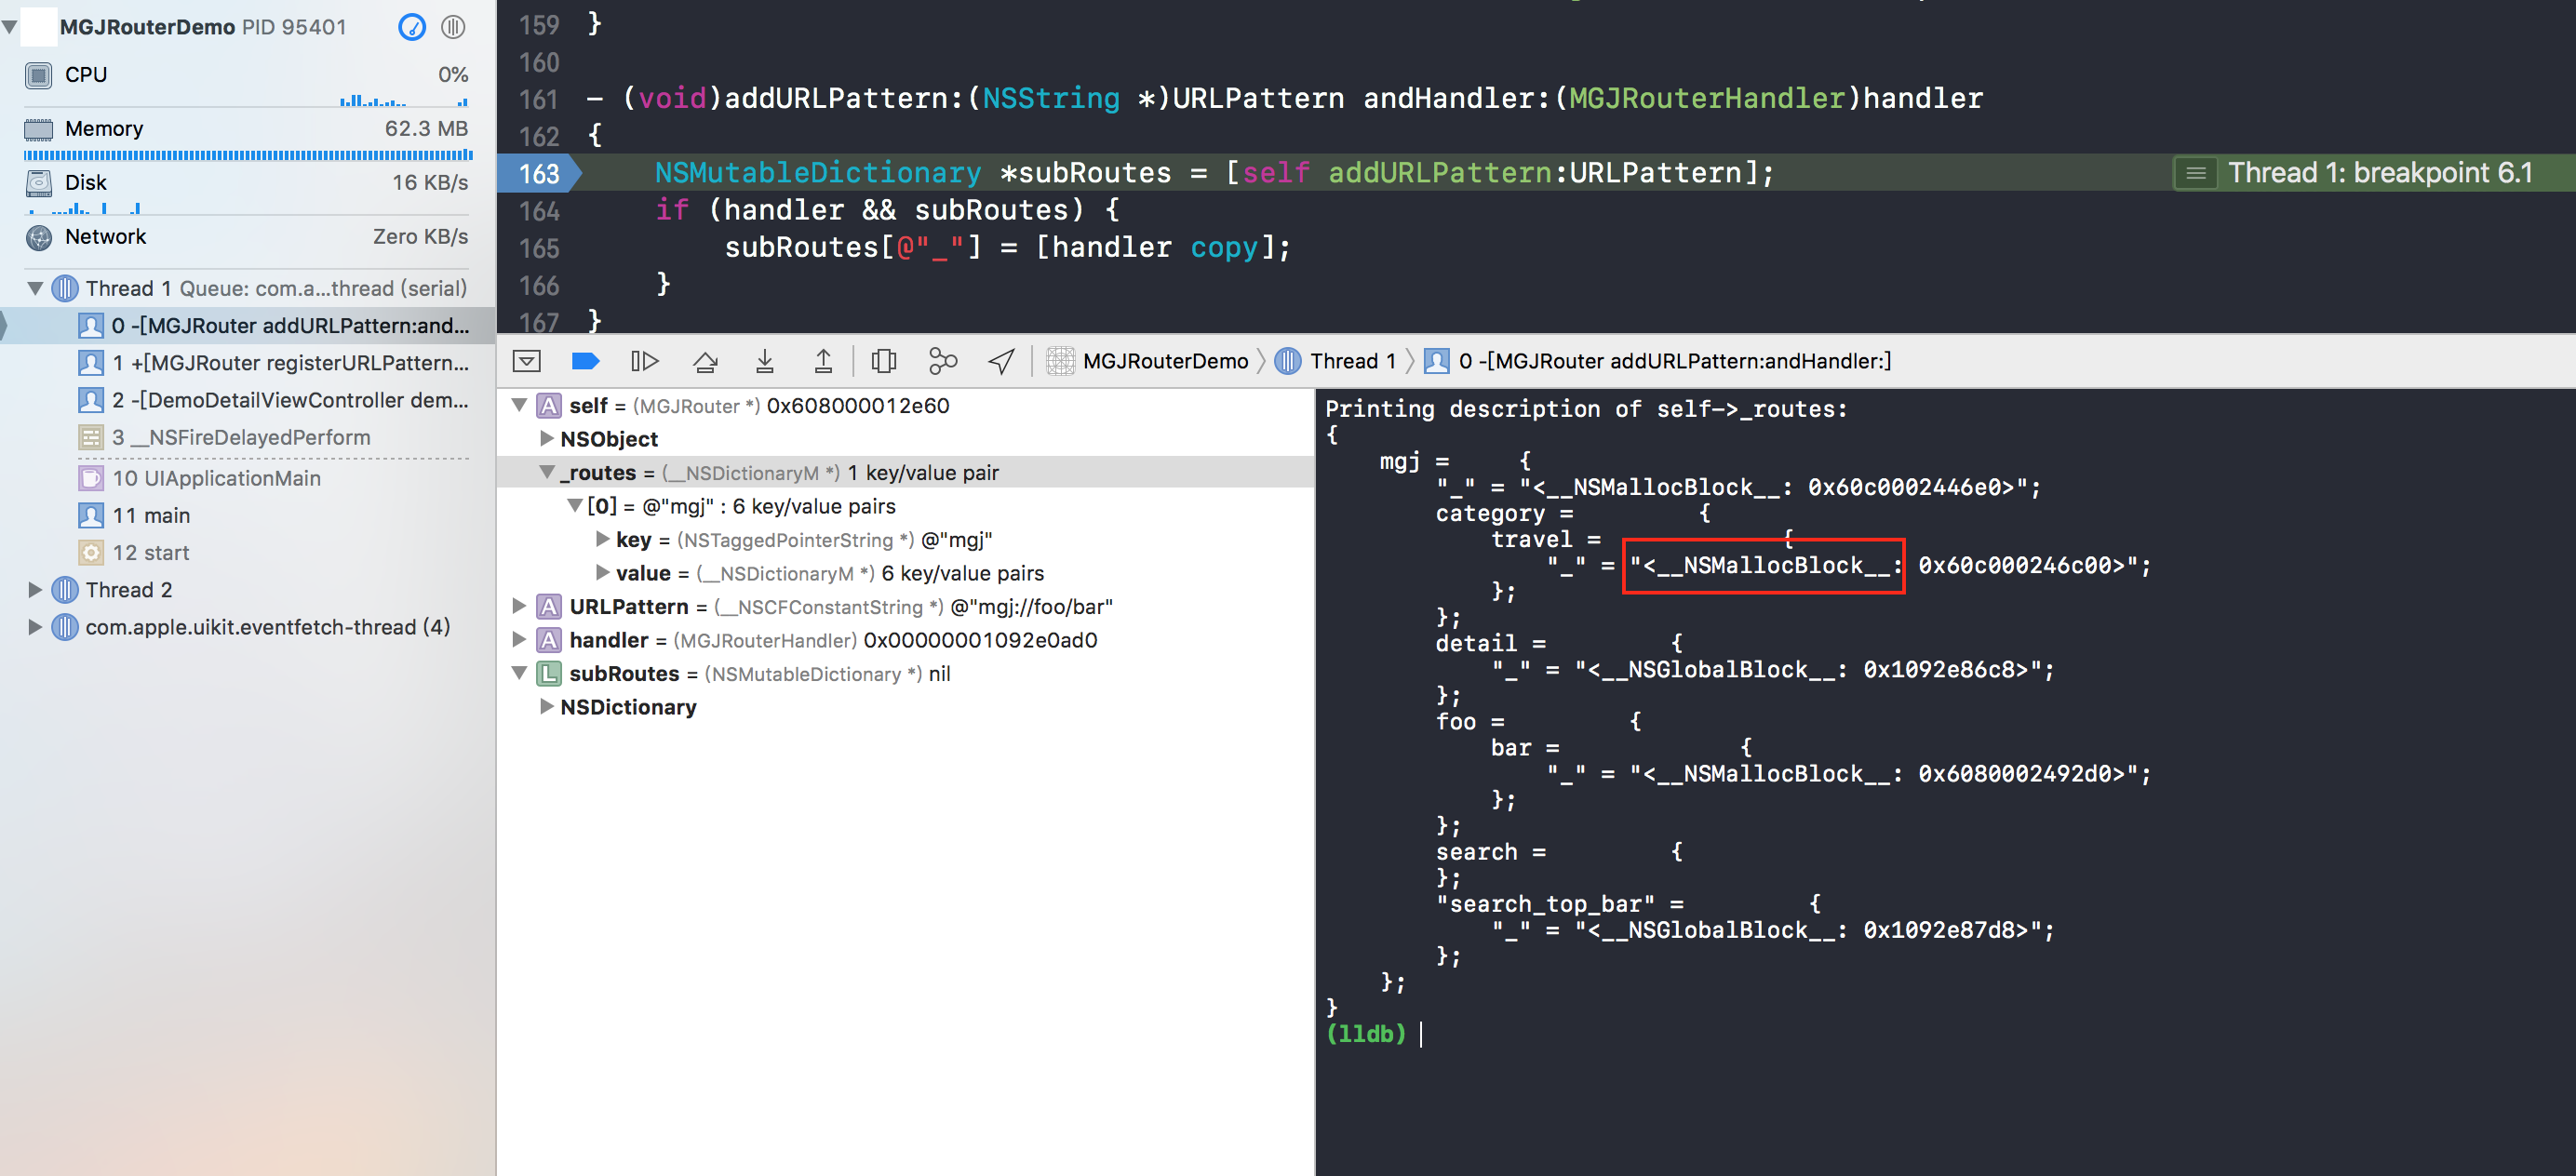 MGJRouterDemo PID 95401
CPU 0%
Memory 62.3 MB
Disk 16 KB/s
Network Zero KB/s
Thread 1 Queue: com.a...thread (serial)
0 -[MGJRouter addURLPattern:and...
1 +[MGJRouter registerURLPattern...
2 -[DemoDetailViewController dem...
3 __NSFireDelayedPerform
10 UIApplicationMain
11 main
12 start
Thread 2
com.apple.uikit.eventfetch-thread (4)
159 }
160
161 - (void)addURLPattern:(NSString *)URLPattern andHandler:(MGJRouterHandler)handler
162 {
163 NSMutableDictionary *subRoutes = [self addURLPattern:URLPattern];
Thread 1: breakpoint 6.1
164 if (handler && subRoutes) {
165 subRoutes[@"_"] = [handler copy];
166 }
167 }
MGJRouterDemo 〉 Thread 1 〉 0 -[MGJRouter addURLPattern:andHandler:]
A self = (MGJRouter *) 0x608000012e60
NSObject
_routes = (__NSDictionaryM *) 1 key/value pair
[0] = @"mgj" : 6 key/value pairs
key = (NSTaggedPointerString *) @"mgj"
value = (__NSDictionaryM *) 6 key/value pairs
A URLPattern = (__NSCFConstantString *) @"mgj://foo/bar"
A handler = (MGJRouterHandler) 0x00000001092e0ad0
L subRoutes = (NSMutableDictionary *) nil
NSDictionary
Printing description of self->_routes:
{
mgj = {
"_" = "<__NSMallocBlock__: 0x60c0002446e0>";
category = {
travel = {
"_" = "<__NSMallocBlock__: 0x60c000246c00>";
};
};
detail = {
"_" = "<__NSGlobalBlock__: 0x1092e86c8>";
};
foo = {
bar = {
"_" = "<__NSMallocBlock__: 0x6080002492d0>";
};
};
search = {
};
"search_top_bar" = {
"_" = "<__NSGlobalBlock__: 0x1092e87d8>";
};
};
}
(lldb)